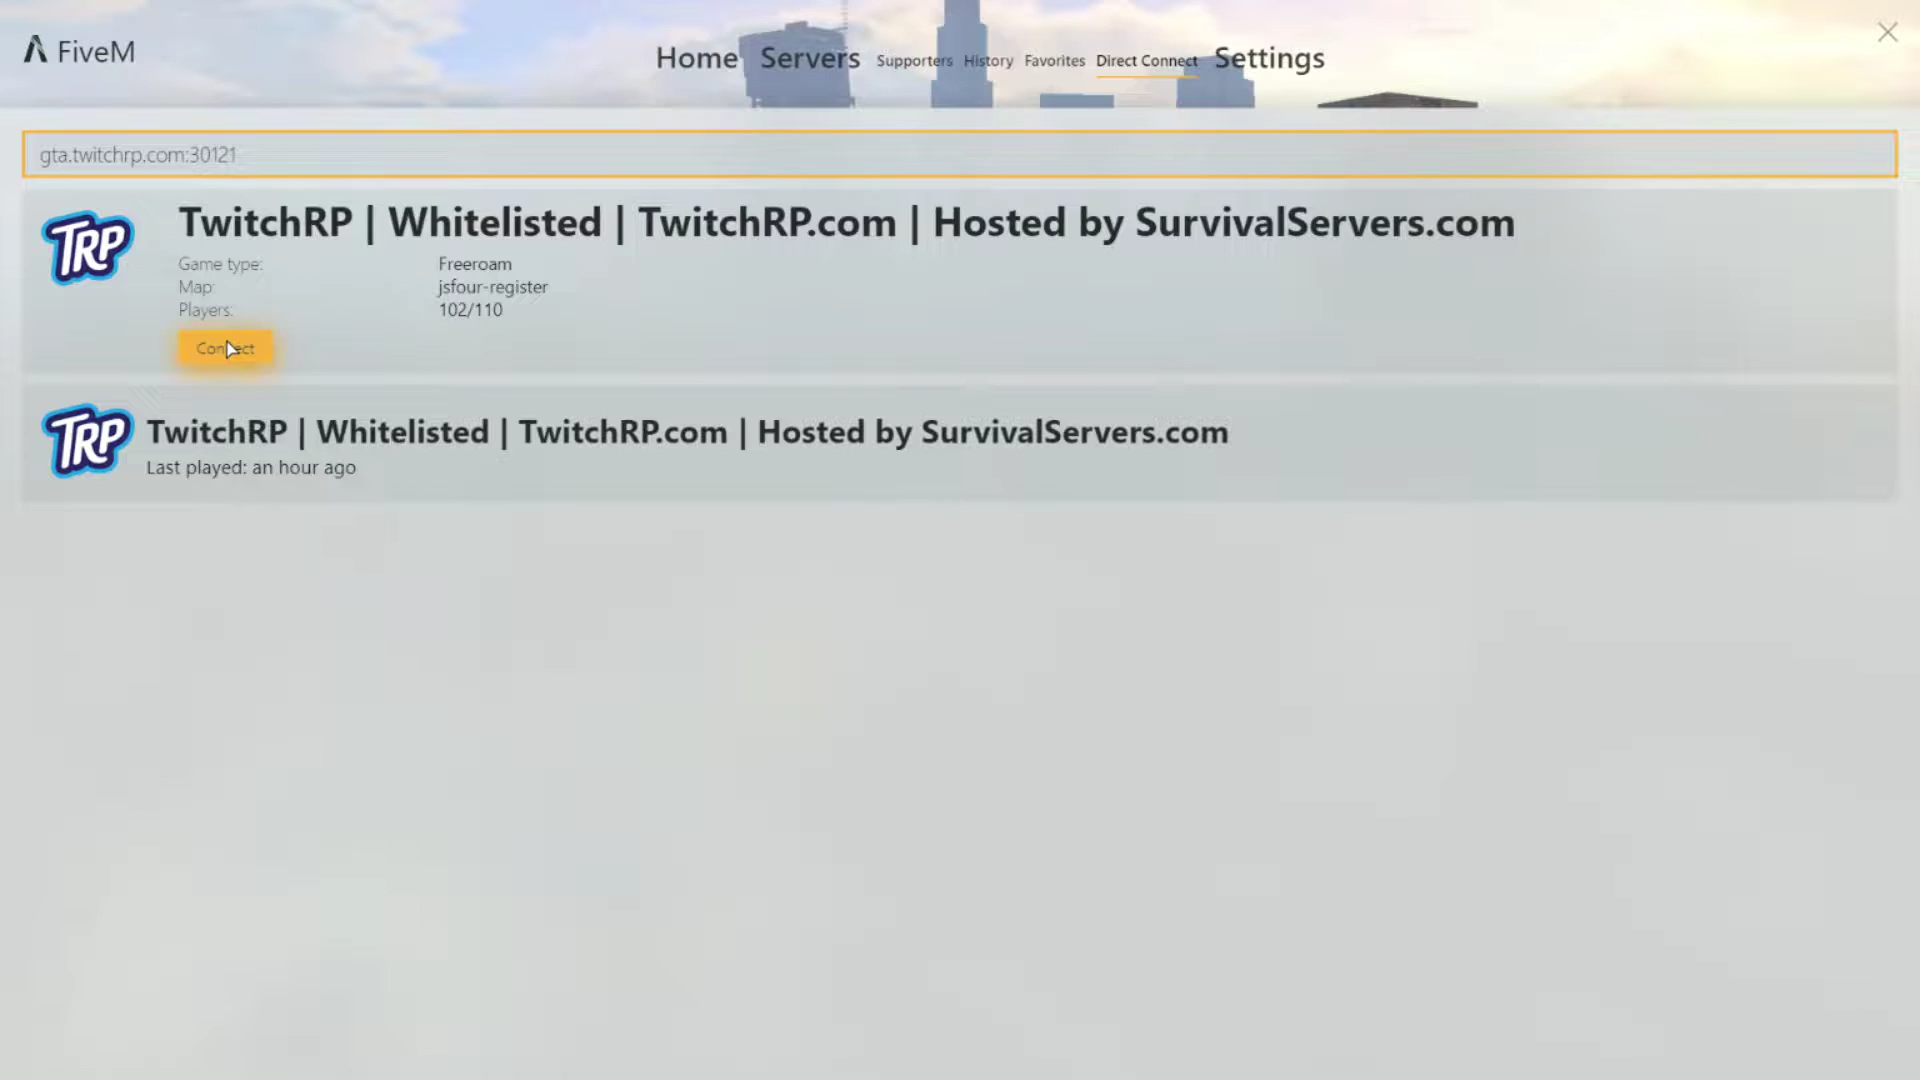 FiveM
Home Servers Supporters History Favorites Direct Connect Settings
gta.twitchrp.com:30121
TRP
TwitchRP | Whitelisted | TwitchRP.com | Hosted by SurvivalServers.com
Game type: Freeroam
Map: jsfour-register
Players: 102/110
Connect
TRP
TwitchRP | Whitelisted | TwitchRP.com | Hosted by SurvivalServers.com
Last played: an hour ago